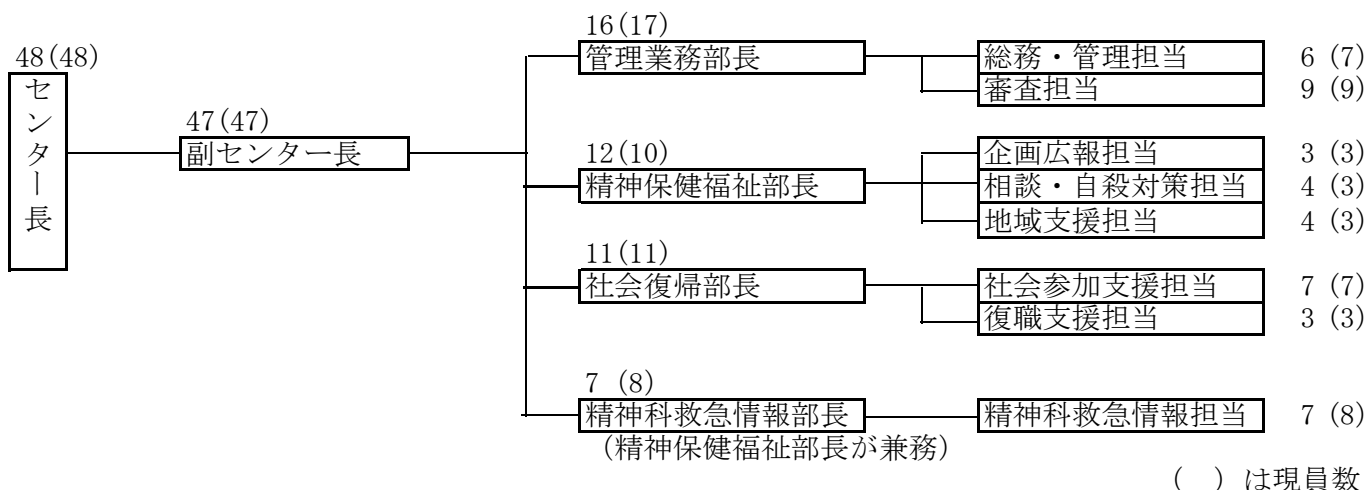 48(48)
センター長
47(47)
副センター長
16(17)
管理業務部長
総務・管理担当 6 (7)
審査担当 9 (9)
12(10)
精神保健福祉部長
企画広報担当 3 (3)
相談・自殺対策担当 4 (3)
地域支援担当 4 (3)
11(11)
社会復帰部長
社会参加支援担当 7 (7)
復職支援担当 3 (3)
7 (8)
精神科救急情報部長
(精神保健福祉部長が兼務)
精神科救急情報担当 7 (8)
( )は現員数